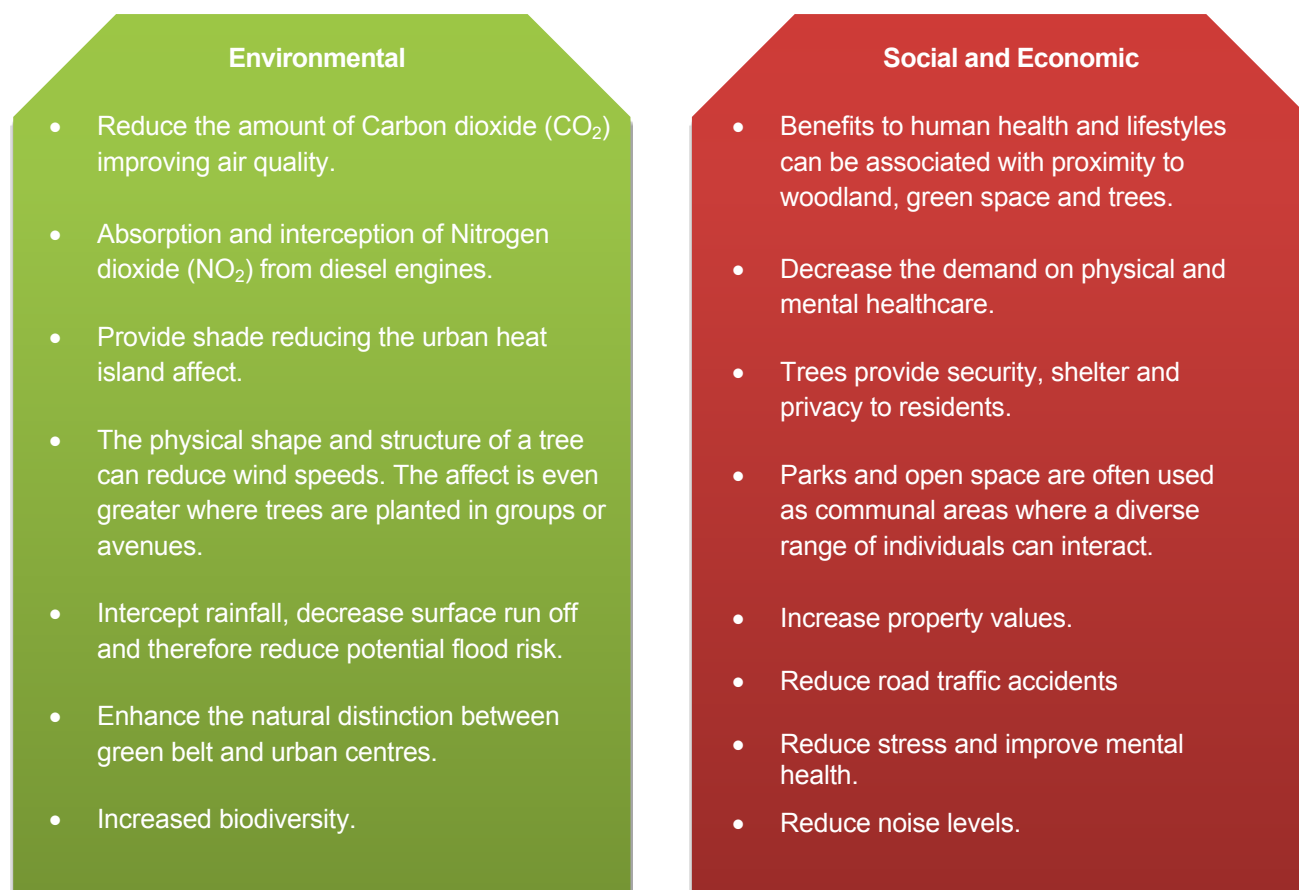 Environmental
• Reduce the amount of Carbon dioxide (CO₂)
improving air quality.
• Absorption and interception of Nitrogen
dioxide (NO₂) from diesel engines.
• Provide shade reducing the urban heat
island affect.
• The physical shape and structure of a tree
can reduce wind speeds. The affect is even
greater where trees are planted in groups or
avenues.
• Intercept rainfall, decrease surface run off
and therefore reduce potential flood risk.
• Enhance the natural distinction between
green belt and urban centres.
• Increased biodiversity.
Social and Economic
• Benefits to human health and lifestyles
can be associated with proximity to
woodland, green space and trees.
• Decrease the demand on physical and
mental healthcare.
• Trees provide security, shelter and
privacy to residents.
• Parks and open space are often used
as communal areas where a diverse
range of individuals can interact.
• Increase property values.
• Reduce road traffic accidents
• Reduce stress and improve mental
health.
• Reduce noise levels.